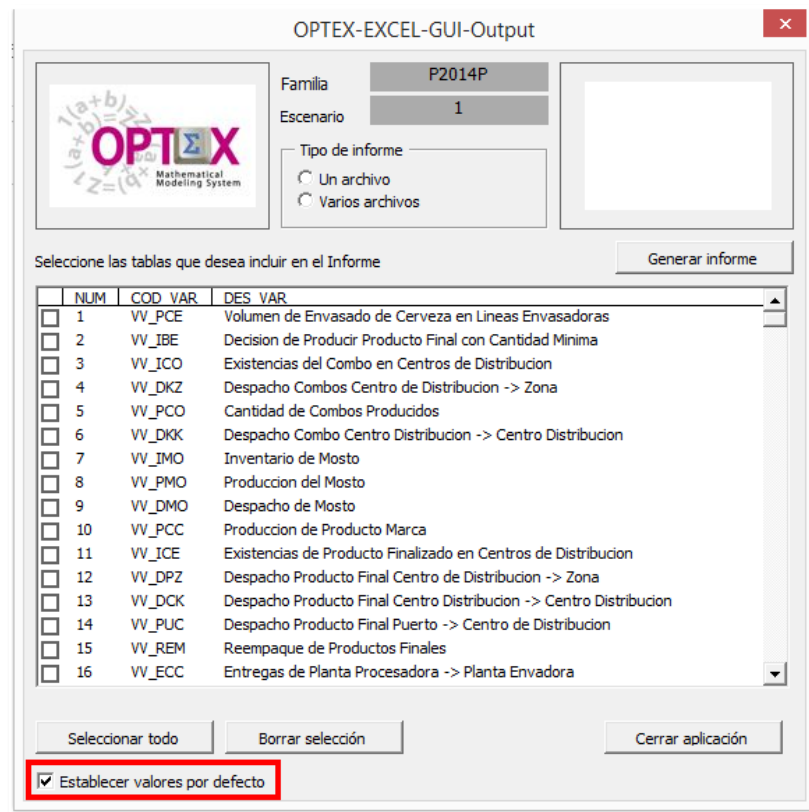 OPTEX-EXCEL-GUI-Output
OPTEX
Mathematical
Modeling System
Familia P2014P
Escenario 1
Tipo de informe
Un archivo
Varios archivos
Seleccione las tablas que desea incluir en el Informe
Generar informe
NUM COD_VAR DES_VAR
1 VV_PCE Volumen de Envasado de Cerveza en Lineas Envasadoras
2 VV_IBE Decision de Producir Producto Final con Cantidad Minima
3 VV_ICO Existencias del Combo en Centros de Distribucion
4 VV_DKZ Despacho Combos Centro de Distribucion -> Zona
5 VV_PCO Cantidad de Combos Producidos
6 VV_DKK Despacho Combo Centro Distribucion -> Centro Distribucion
7 VV_IMO Inventario de Mosto
8 VV_PMO Produccion del Mosto
9 VV_DMO Despacho de Mosto
10 VV_PCC Produccion de Producto Marca
11 VV_ICE Existencias de Producto Finalizado en Centros de Distribucion
12 VV_DPZ Despacho Producto Final Centro de Distribucion -> Zona
13 VV_DCK Despacho Producto Final Centro Distribucion -> Centro Distribucion
14 VV_PUC Despacho Producto Final Puerto -> Centro de Distribucion
15 VV_REM Reempaque de Productos Finales
16 VV_ECC Entregas de Planta Procesadora -> Planta Envadora
Seleccionar todo
Borrar selección
Cerrar aplicación
Establecer valores por defecto